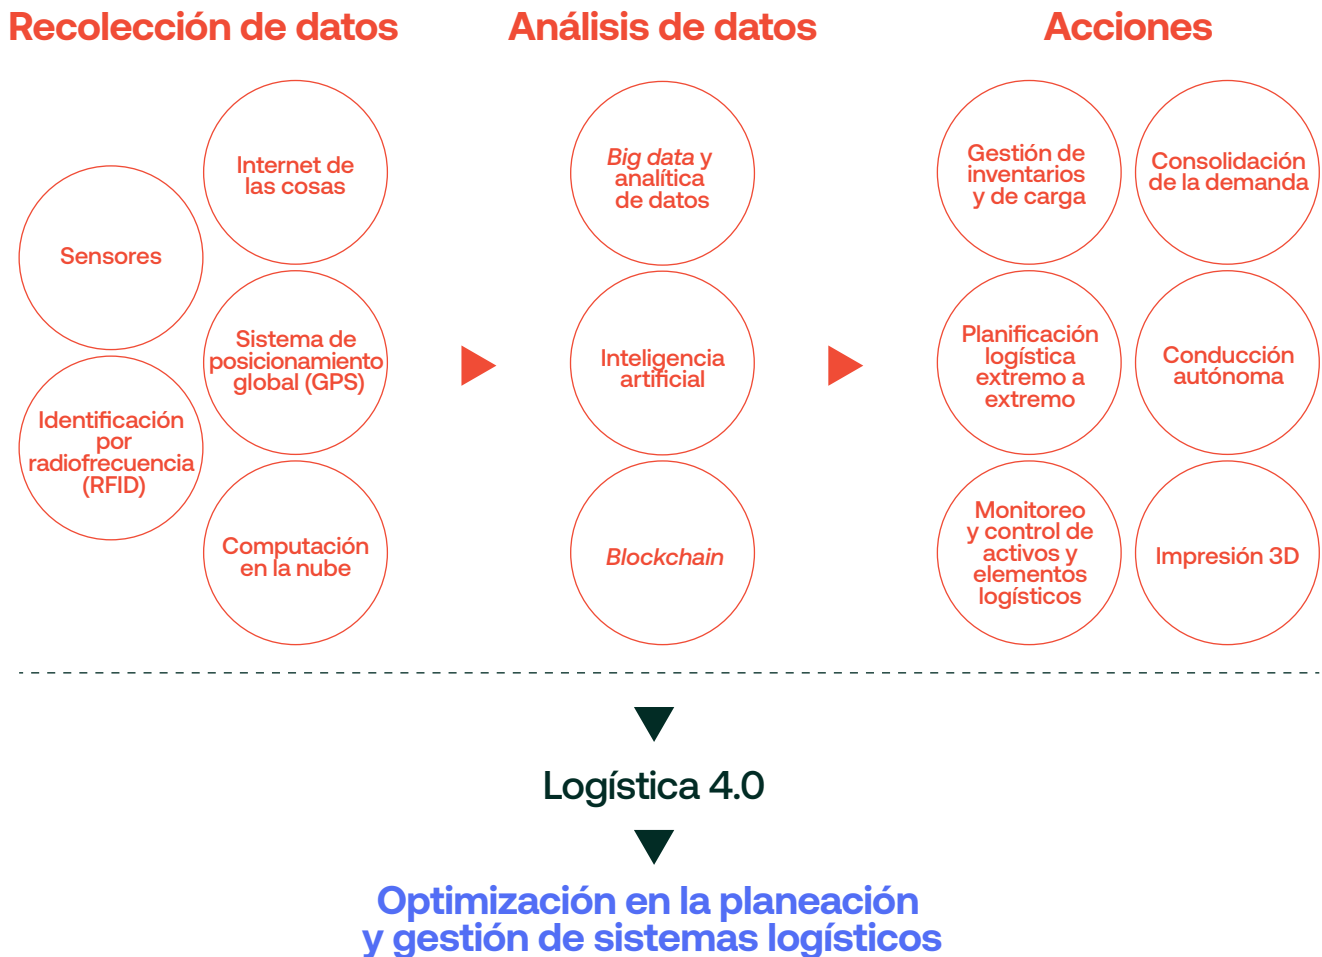 Recolección de datos
Internet de
las cosas
Sensores
Sistema de
posicionamiento
global (GPS)
Identificación
por
radiofrecuencia
(RFID)
Computación
en la nube
Análisis de datos
Big data y
analítica
de datos
Inteligencia
artificial
Blockchain
Acciones
Gestión de
inventarios
y de carga
Consolidación
de la demanda
Planificación
logística
extremo a
extremo
Conducción
autónoma
Monitoreo
y control de
activos y
elementos
logísticos
Impresión 3D
Logística 4.0
Optimización en la planeación
y gestión de sistemas logísticos